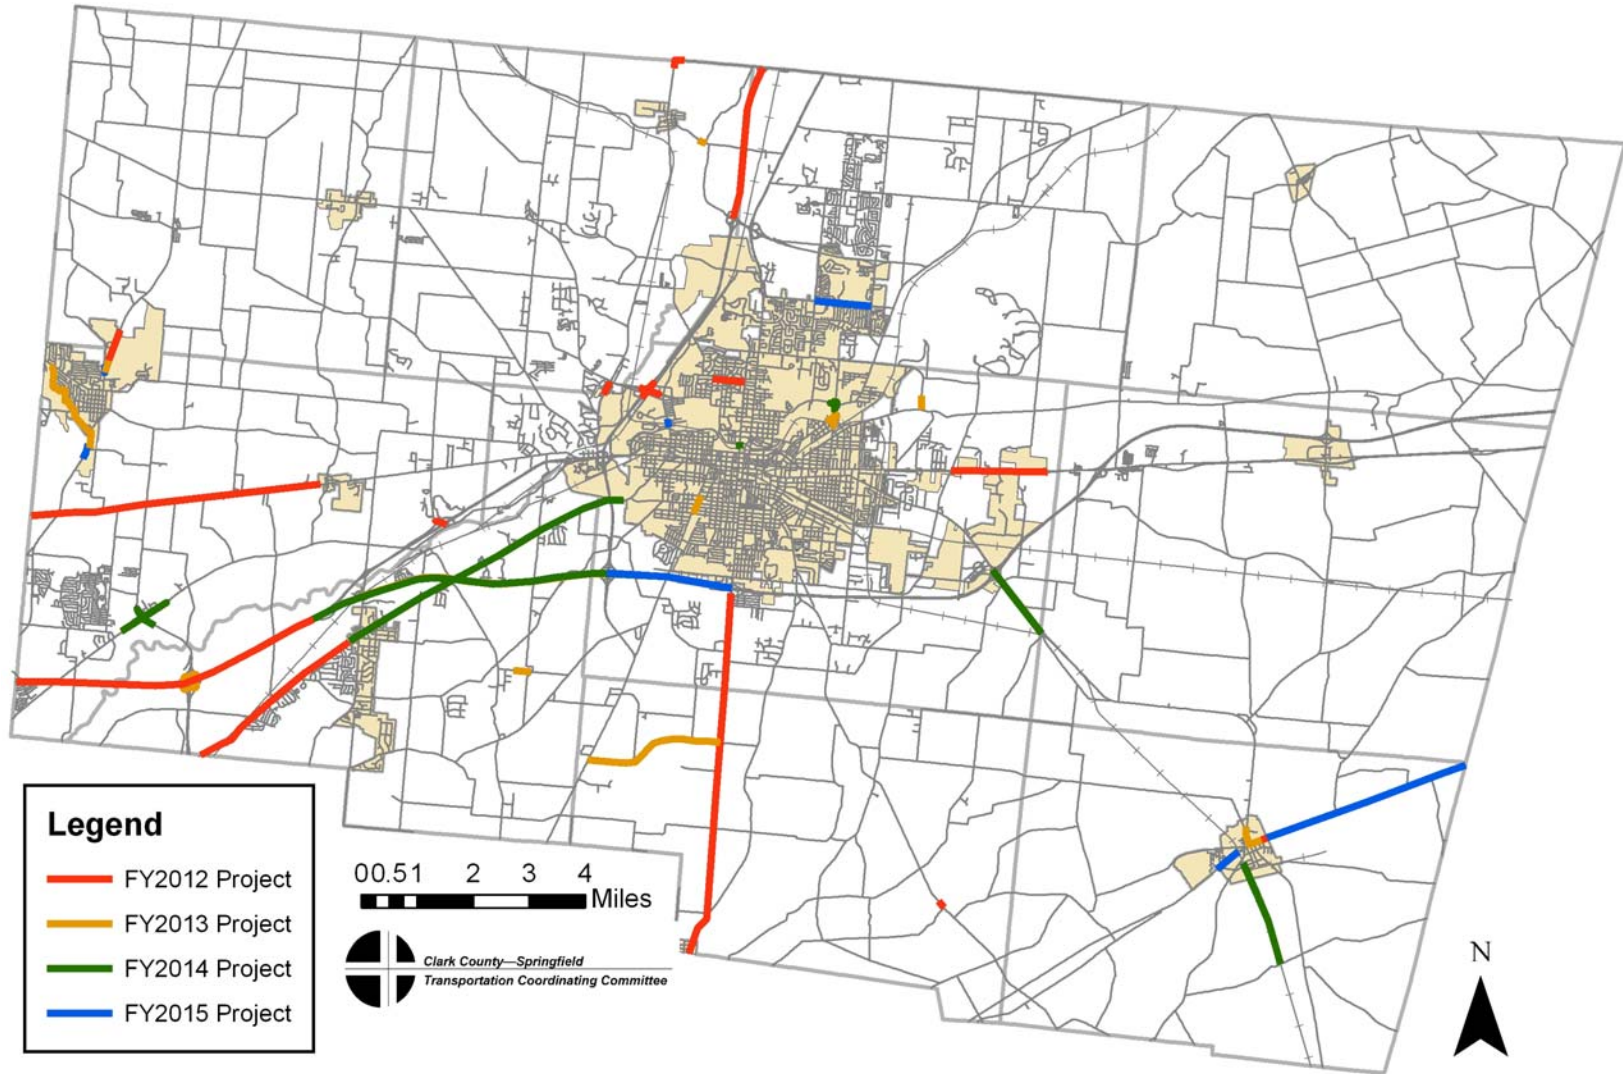 Legend
FY2012 Project
FY2013 Project
FY2014 Project
FY2015 Project
00.51 2 3 4
Miles
Clark County—Springfield
Transportation Coordinating Committee
N